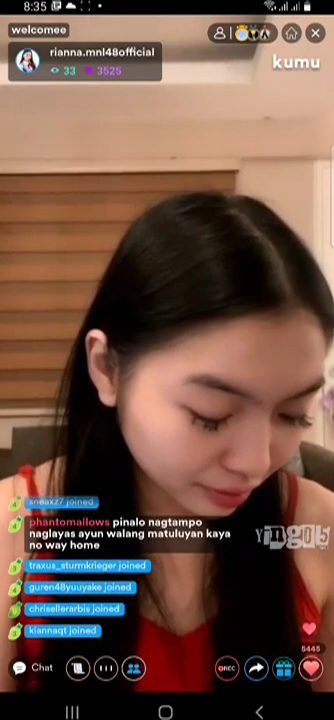 8:35
welcomee
rianna.mnl48official
33 3525
kumu
sneax27 joined
phantomallows pinalo nagtampo
naglayas ayun walang matuluyan kaya
no way home
traxus_sturmkrieger joined
guren48yuuyake joined
chrisellerarbis joined
kiannaqt joined
5445
Chat
REC